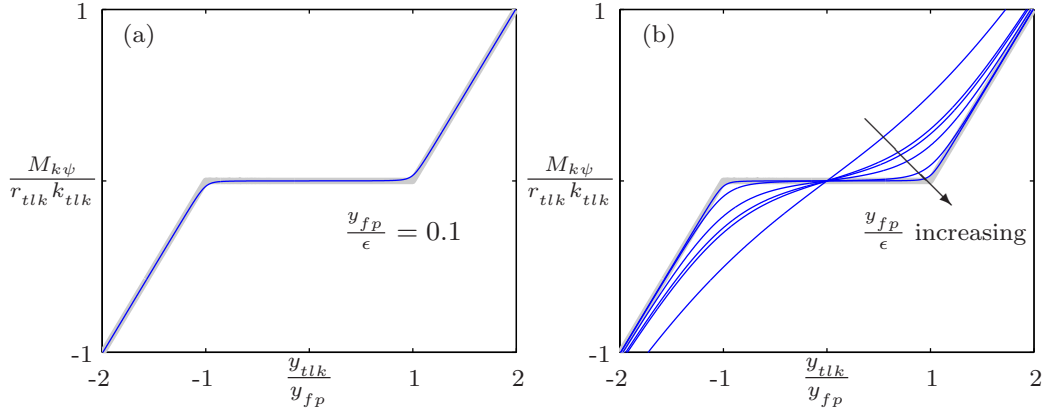 1
(a)
M_{kψ} / r_{tlk} k_{tlk}
y_{fp} / ϵ = 0.1
-1
-2 -1 y_{tlk} / y_{fp} 1 2
1
(b)
M_{kψ} / r_{tlk} k_{tlk}
y_{fp} / ϵ increasing
-1
-2 -1 y_{tlk} / y_{fp} 1 2